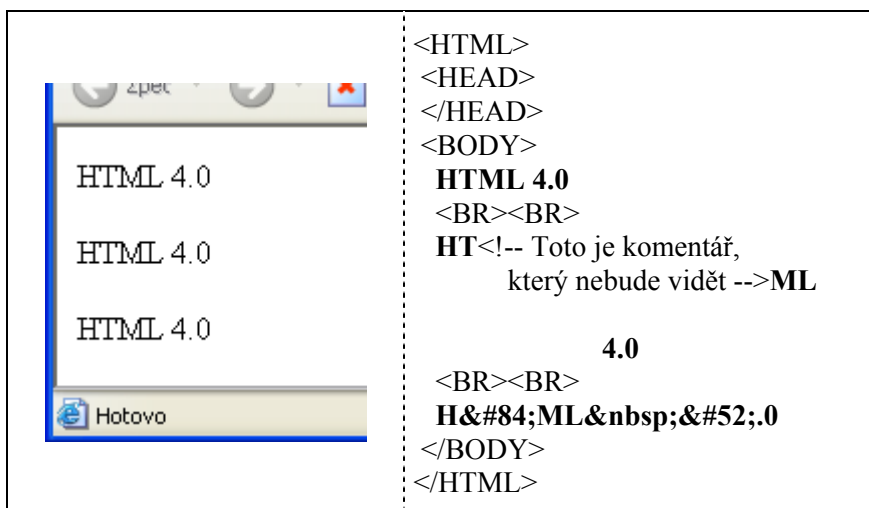 Zpět
HTML 4.0
HTML 4.0
HTML 4.0
Hotovo
<HTML>
<HEAD>
</HEAD>
<BODY>
HTML 4.0
<BR><BR>
HT<!-- Toto je komentář,
který nebude vidět -->ML
4.0
<BR><BR>
H&#84;ML&nbsp;&#52;.0
</BODY>
</HTML>